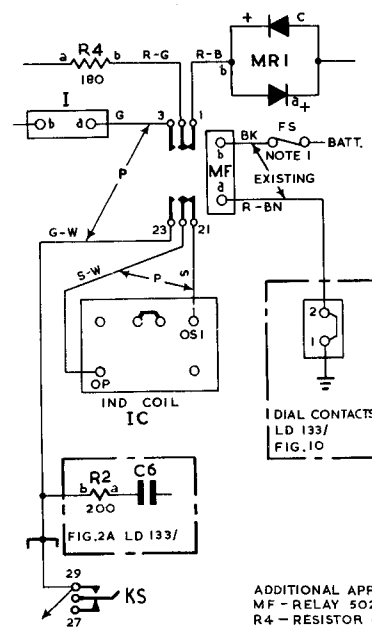 R4
a b
180
R-G
R-B
+ C
b MR1
a +
I
b a
G
3 1
BK
FS
BATT.
NOTE 1
b
MF
a
EXISTING
P
R-BN
G-W
23 21
S-W
P
S
OS1
OP
IND COIL
IC
2
1
DIAL CONTACTS
LD 133/
FIG.10
R2 C6
b a
200
FIG.2A LD 133/
29
KS
27
ADDITIONAL APP
MF - RELAY 502
R4 - RESISTOR